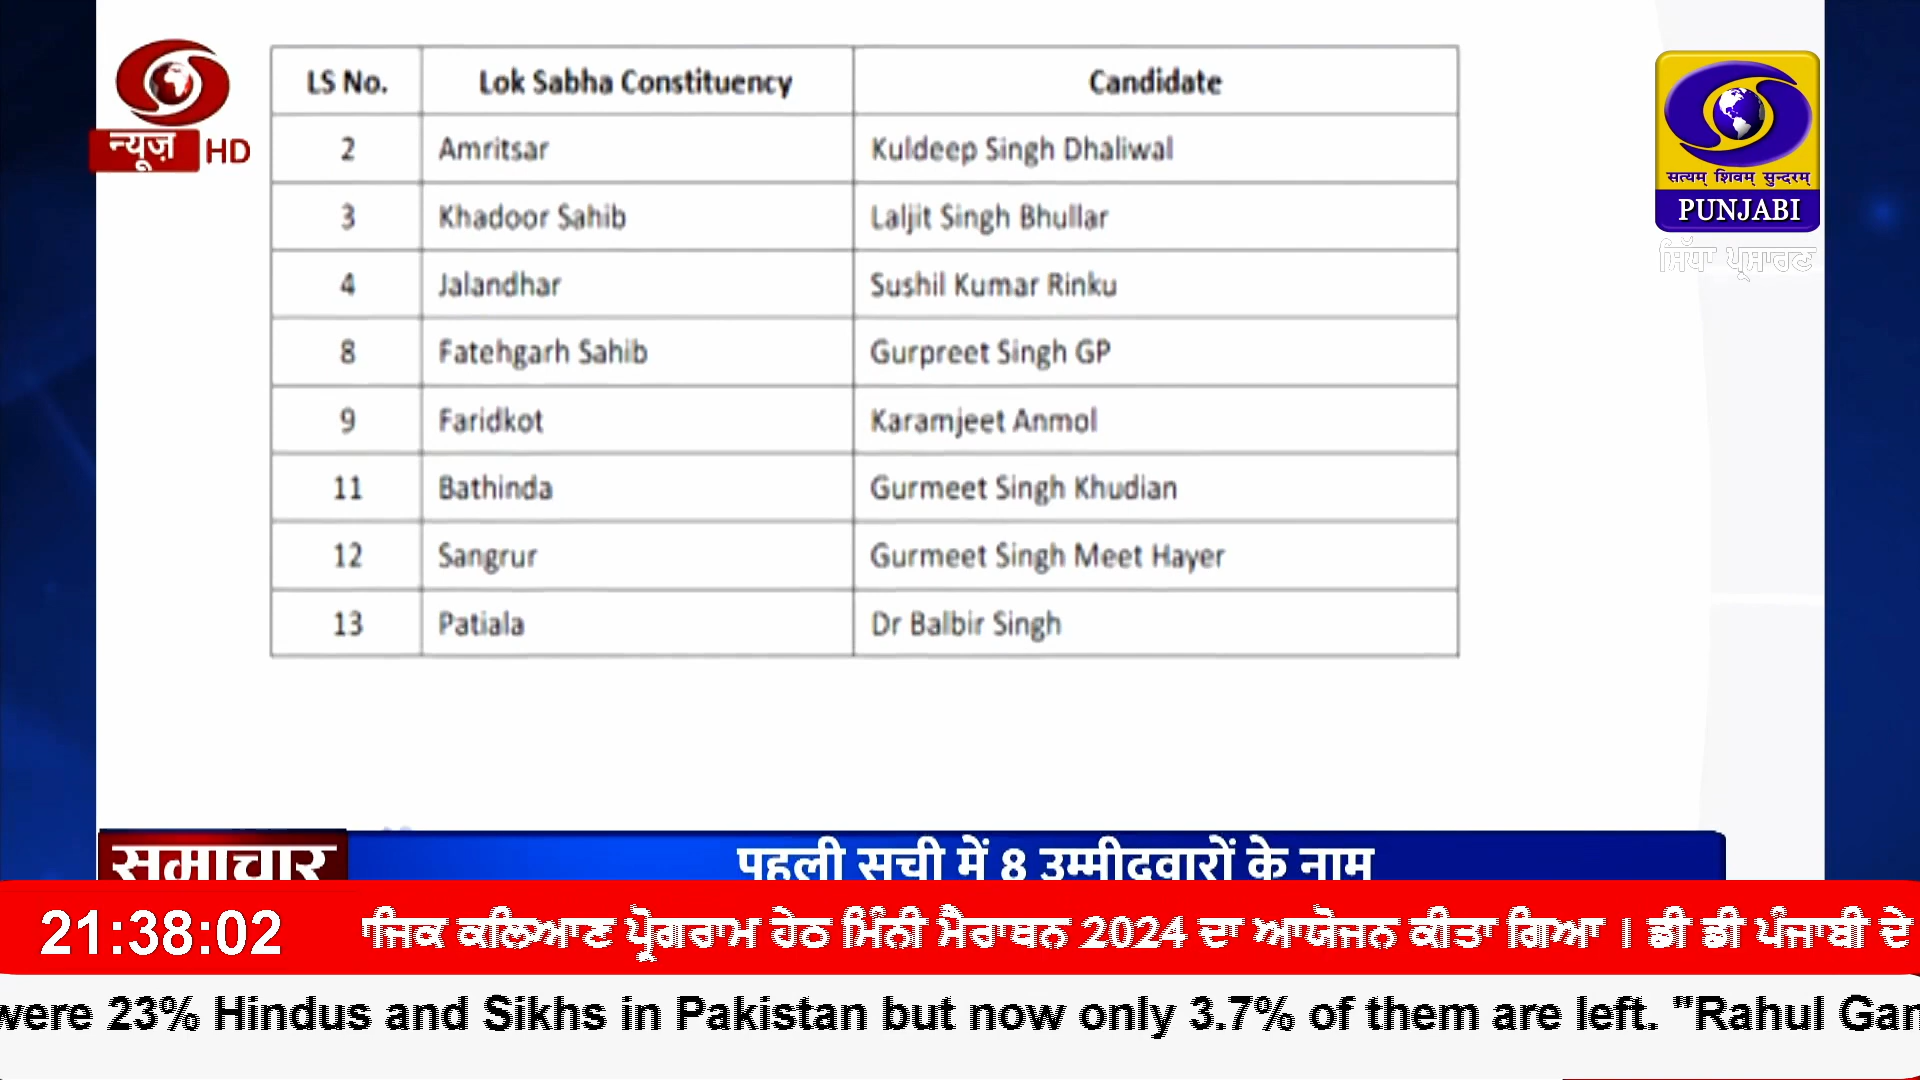 न्यूज़ HD
LS No. Lok Sabha Constituency Candidate
2 Amritsar Kuldeep Singh Dhaliwal
3 Khadoor Sahib Laljit Singh Bhullar
4 Jalandhar Sushil Kumar Rinku
8 Fatehgarh Sahib Gurpreet Singh GP
9 Faridkot Karamjeet Anmol
11 Bathinda Gurmeet Singh Khudian
12 Sangrur Gurmeet Singh Meet Hayer
13 Patiala Dr Balbir Singh
सत्यम् शिवम् सुन्दरम्
PUNJABI
ਸਿੱਧਾ ਪ੍ਰਸਾਰਣ
समाचार पहली सूची में 8 उम्मीदवारों के नाम
21:38:02 ਾਜਿਕ ਕਲਿਆਣ ਪ੍ਰੋਗਰਾਮ ਹੇਠ ਮਿੰਨੀ ਮੈਰਾਥਨ 2024 ਦਾ ਆਯੋਜਨ ਕੀਤਾ ਗਿਆ । ਡੀ ਡੀ ਪੰਜਾਬੀ ਦੇ
were 23% Hindus and Sikhs in Pakistan but now only 3.7% of them are left. "Rahul Gan